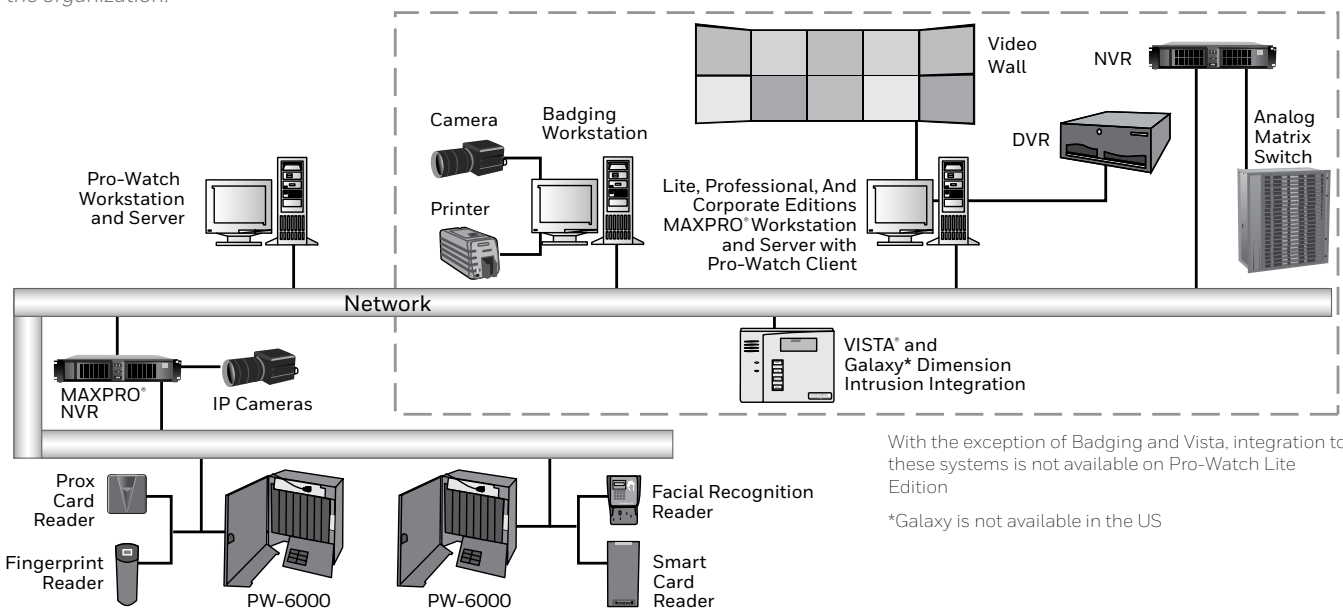 the organization.
Video
Wall
NVR
Camera
Badging
Workstation
DVR
Analog
Matrix
Switch
Pro-Watch
Workstation
and Server
Printer
Lite, Professional, And
Corporate Editions
MAXPRO® Workstation
and Server with
Pro-Watch Client
Network
MAXPRO®
NVR
IP Cameras
VISTA® and
Galaxy* Dimension
Intrusion Integration
With the exception of Badging and Vista, integration to
these systems is not available on Pro-Watch Lite
Edition
*Galaxy is not available in the US
Prox
Card
Reader
Fingerprint
Reader
PW-6000
PW-6000
Facial Recognition
Reader
Smart
Card
Reader